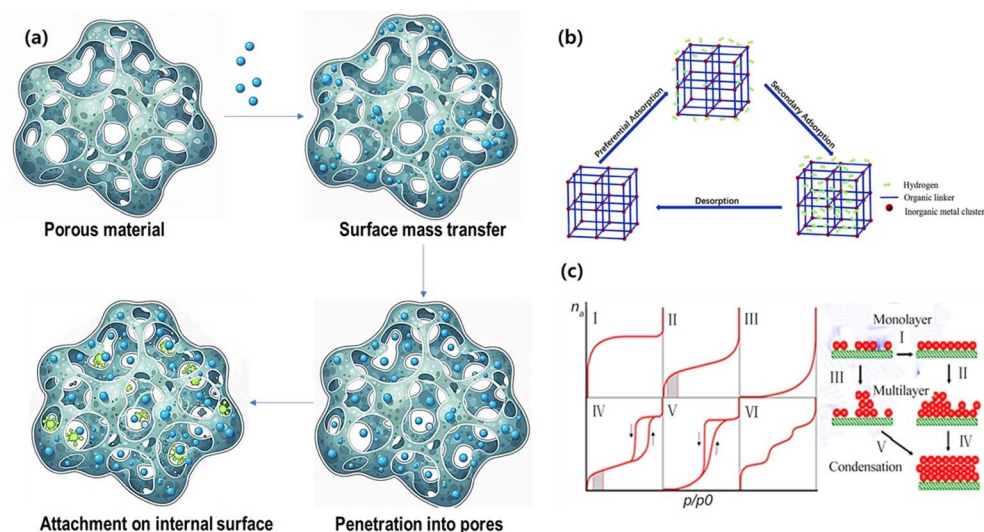 (a)
Porous material
Surface mass transfer
Attachment on internal surface
Penetration into pores
(b)
Preferential Adsorption
Secondary Adsorption
Desorption
Hydrogen
Organic linker
Inorganic metal cluster
(c)
na
I
II
III
IV
V
VI
p/p0
Monolayer
I
III
II
Multilayer
V
IV
Condensation